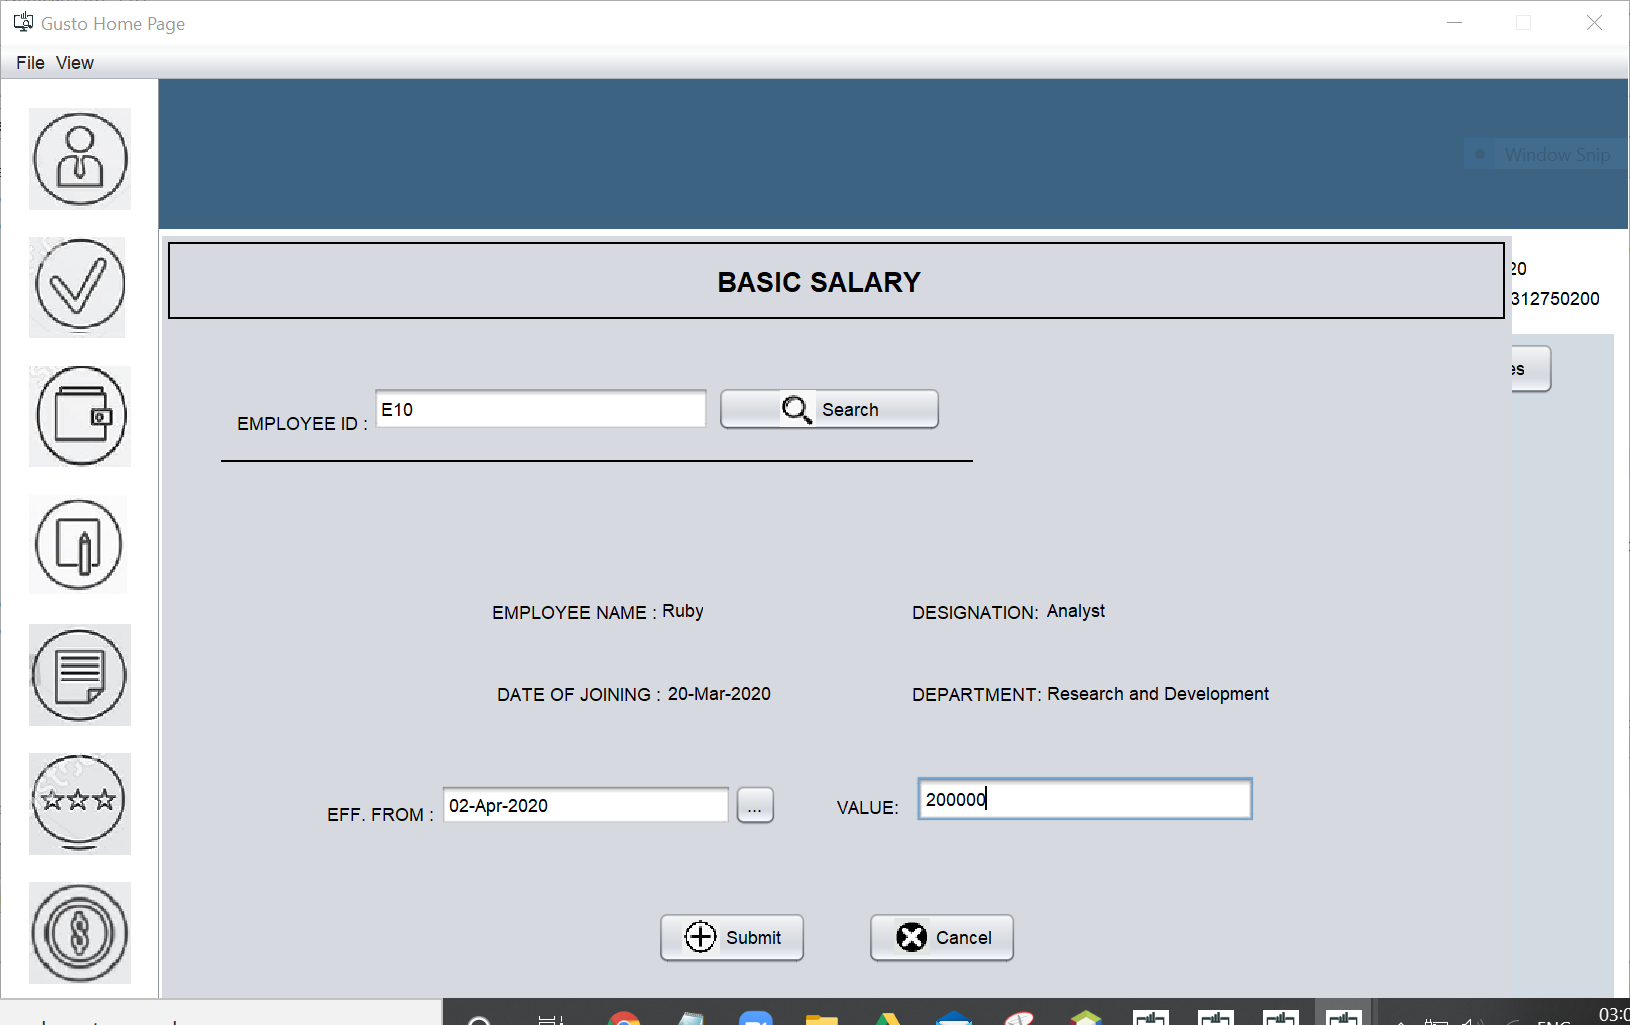 Gusto Home Page
File View
Window Snip
BASIC SALARY
20
312750200
es
EMPLOYEE ID : E10 Search
EMPLOYEE NAME : Ruby DESIGNATION: Analyst
DATE OF JOINING : 20-Mar-2020 DEPARTMENT: Research and Development
EFF. FROM : 02-Apr-2020 ... VALUE: 200000
Submit Cancel
ENG 03:0